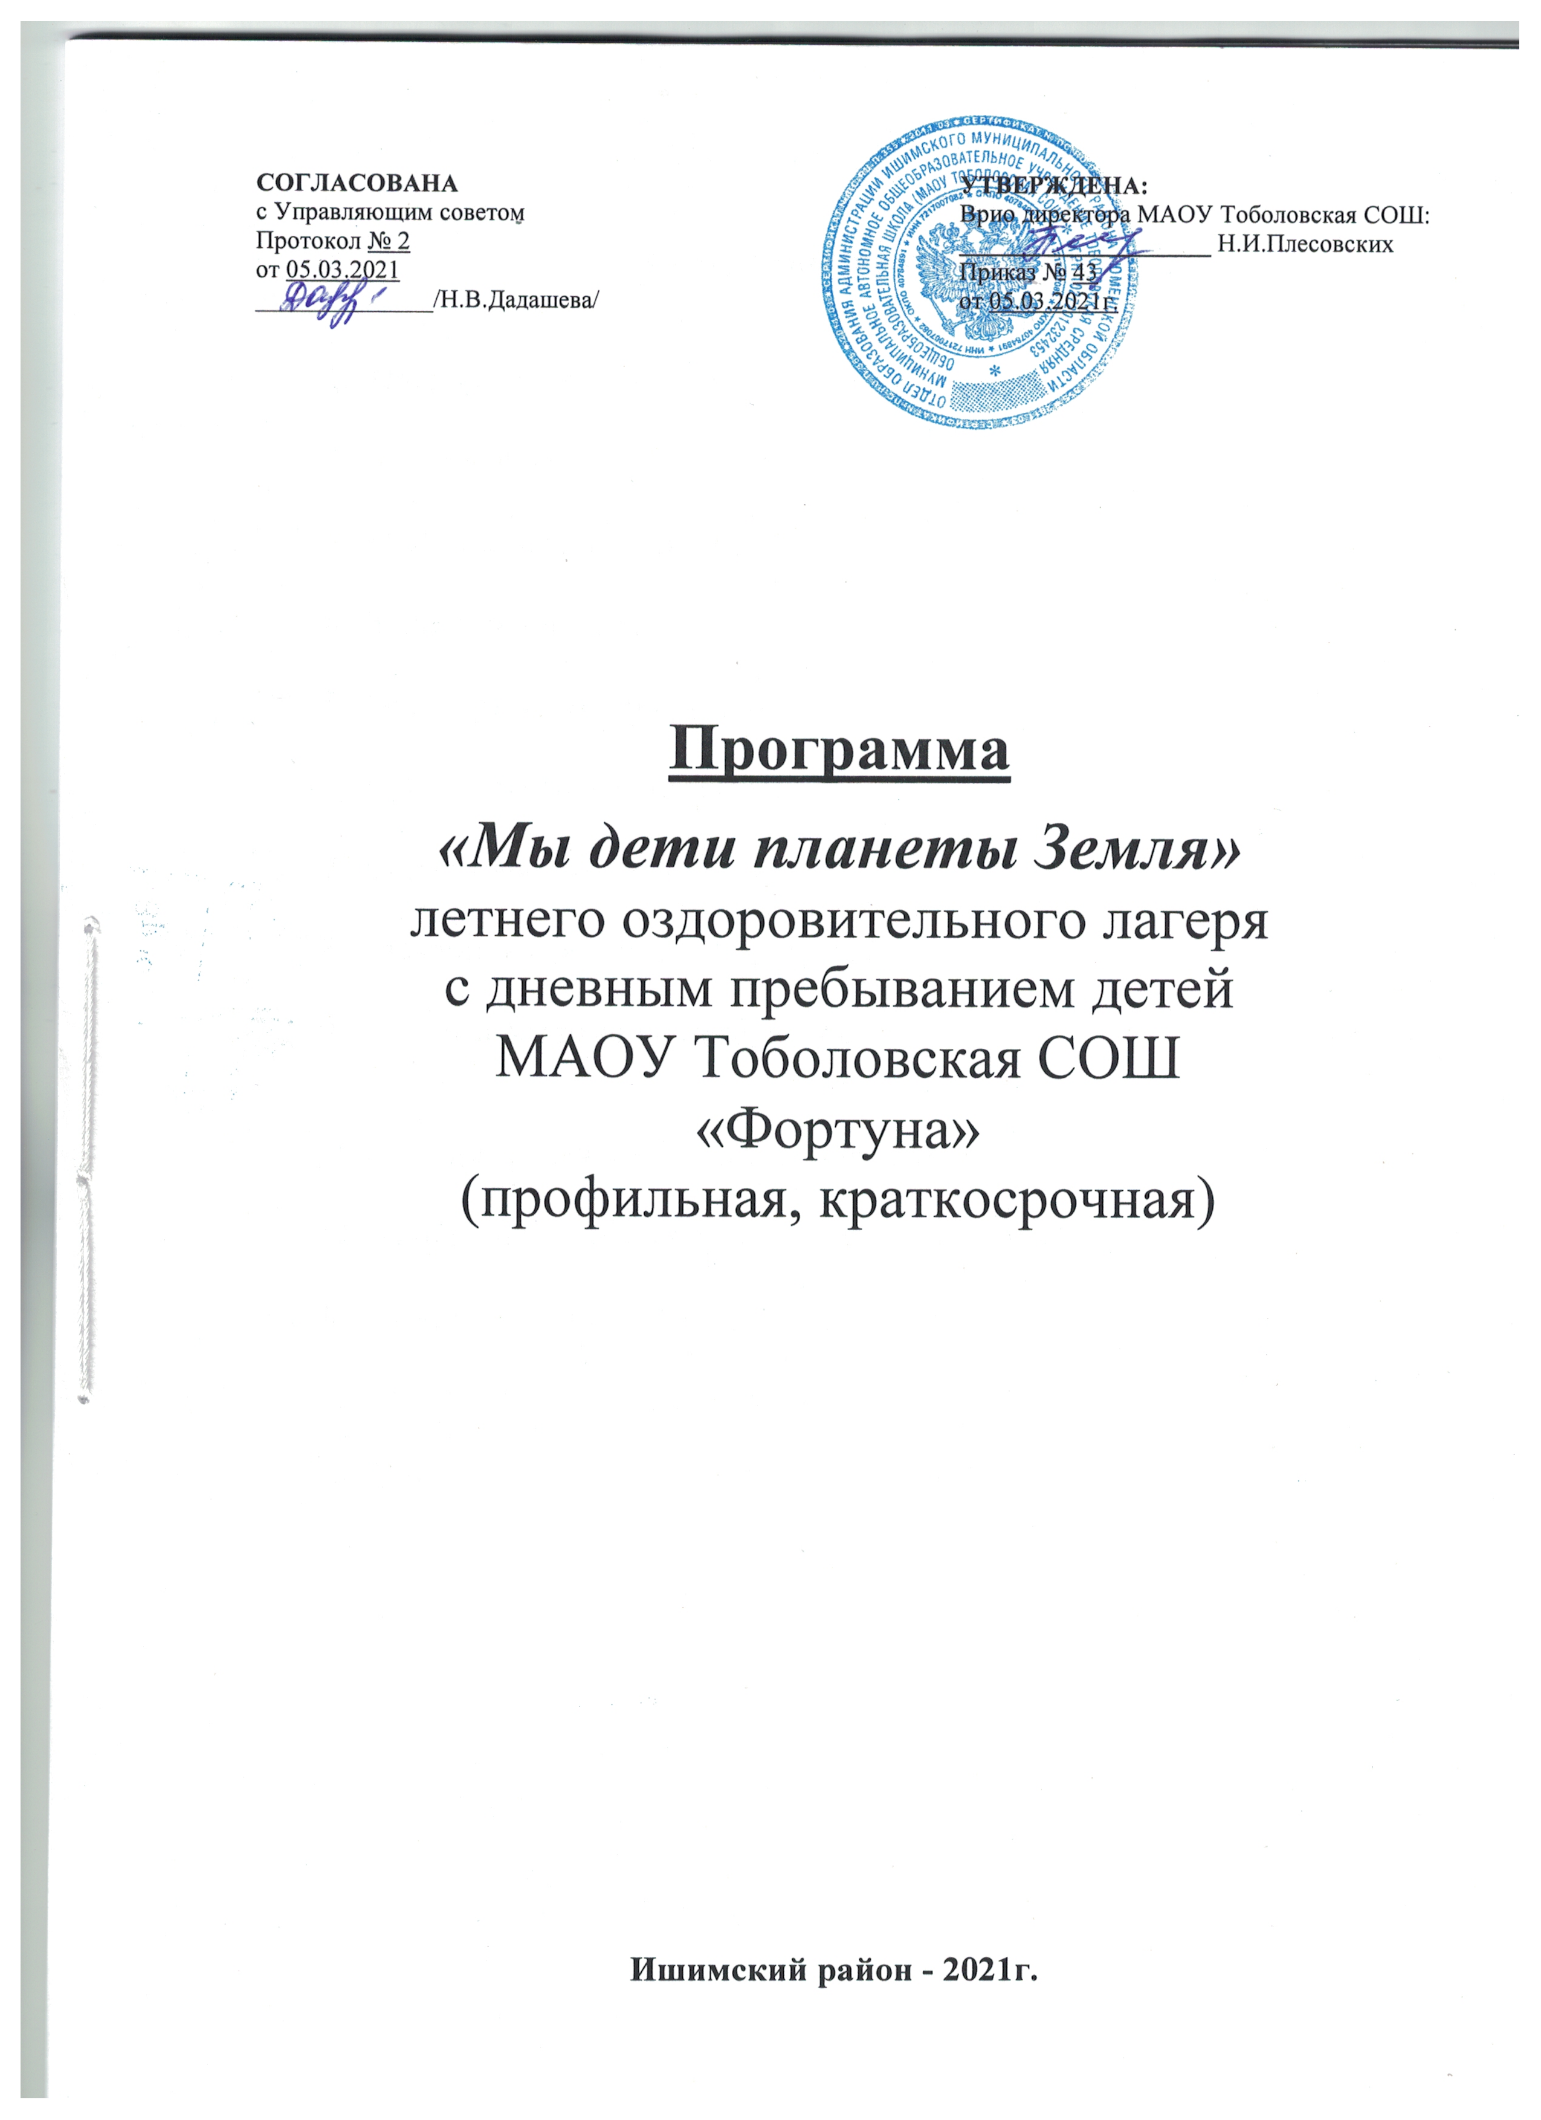 СОГЛАСОВАНА
с Управляющим советом
Протокол № 2
от 05.03.2021
/Н.В.Дадашева/
УТВЕРЖДЕНА:
Врио директора МАОУ Тоболовская СОШ:
Н.И.Плесовских
Приказ № 43
от 05.03.2021г.
Программа
«Мы дети планеты Земля»
летнего оздоровительного лагеря
с дневным пребыванием детей
МАОУ Тоболовская СОШ
«Фортуна»
(профильная, краткосрочная)
Ишимский район - 2021г.